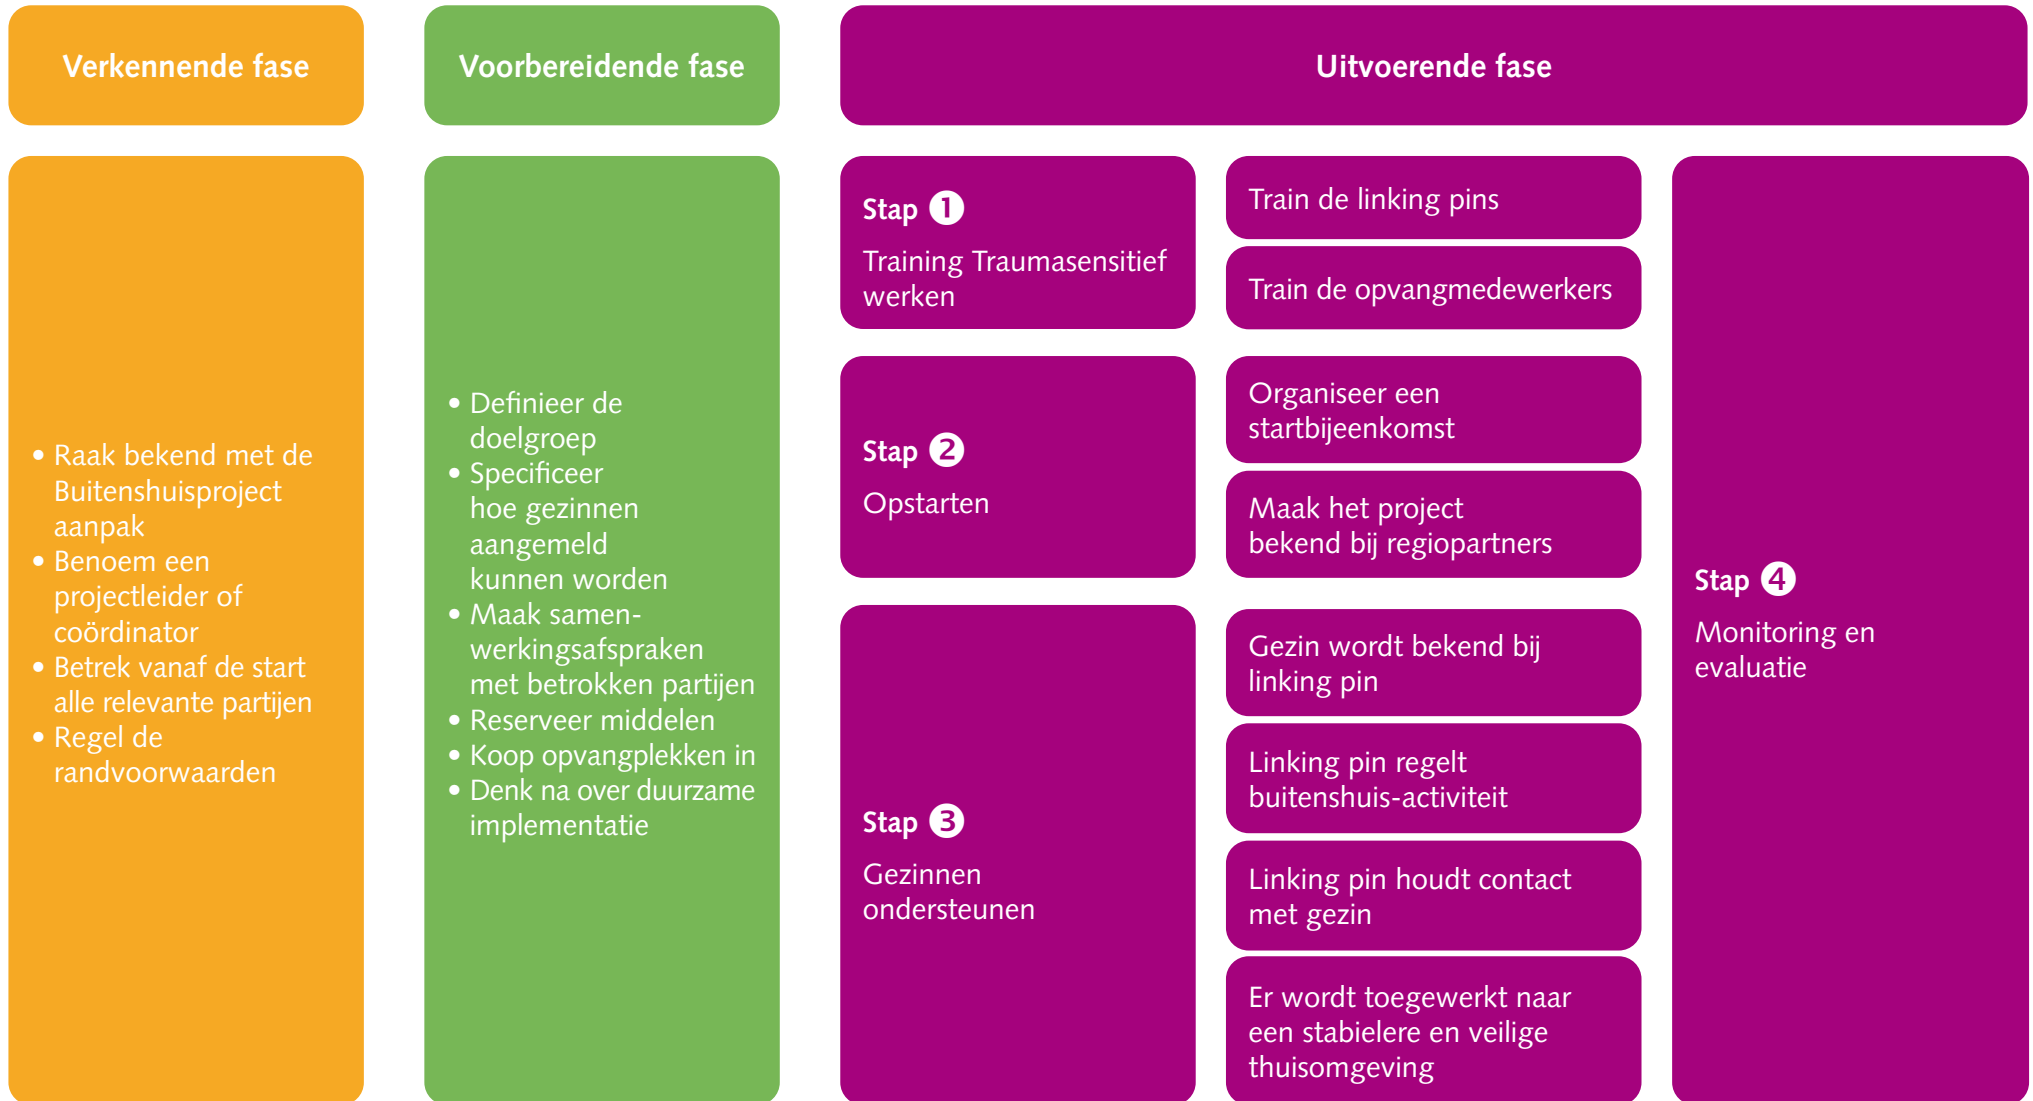 Verkennende fase
Voorbereidende fase
Uitvoerende fase
• Raak bekend met de
Buitenshuisproject
aanpak
• Benoem een
projectleider of
coördinator
• Betrek vanaf de start
alle relevante partijen
• Regel de
randvoorwaarden
• Definieer de
doelgroep
• Specificeer
hoe gezinnen
aangemeld
kunnen worden
• Maak samen-
werkingsafspraken
met betrokken partijen
• Reserveer middelen
• Koop opvangplekken in
• Denk na over duurzame
implementatie
Stap 1
Training Traumasensitief
werken
Train de linking pins
Train de opvangmedewerkers
Stap 2
Opstarten
Organiseer een
startbijeenkomst
Maak het project
bekend bij regiopartners
Stap 3
Gezinnen
ondersteunen
Gezin wordt bekend bij
linking pin
Linking pin regelt
buitenshuis-activiteit
Linking pin houdt contact
met gezin
Er wordt toegewerkt naar
een stabielere en veilige
thuisomgeving
Stap 4
Monitoring en
evaluatie